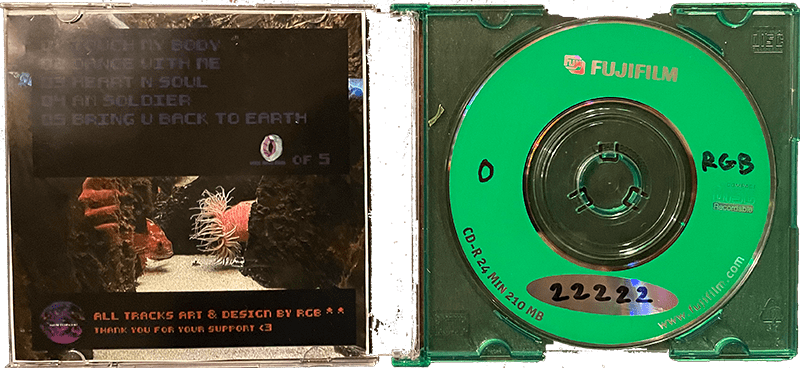 01 TOUCH MY BODY
02 DANCE WITH ME
03 HEART N SOUL
04 AM SOLDIER
05 BRING U BACK TO EARTH
0 OF 5
ALL TRACKS ART & DESIGN BY RGB * *
THANK YOU FOR YOUR SUPPORT <3
FUJIFILM
O
RGB
Recordable
CD-R 24 MIN 210 MB
22222
www.fujifilm.com
4